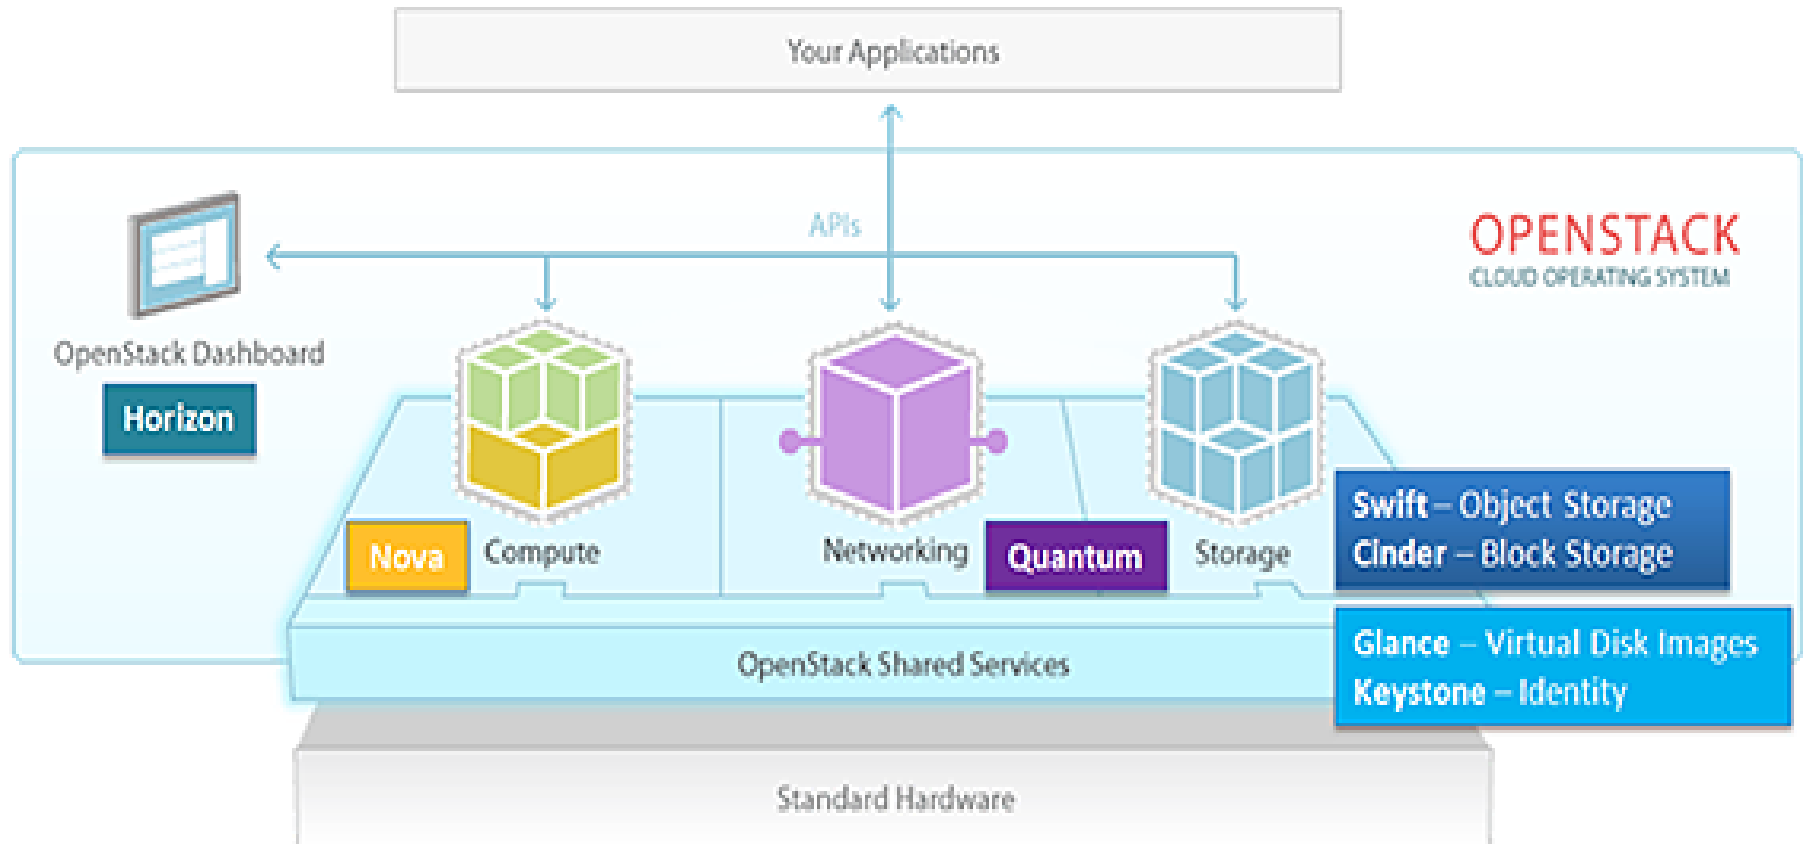 Your Applications
APIs
OPENSTACK
CLOUD OPERATING SYSTEM
OpenStack Dashboard
Horizon
Nova
Compute
Networking
Quantum
Storage
Swift – Object Storage
Cinder – Block Storage
OpenStack Shared Services
Glance – Virtual Disk Images
Keystone – Identity
Standard Hardware